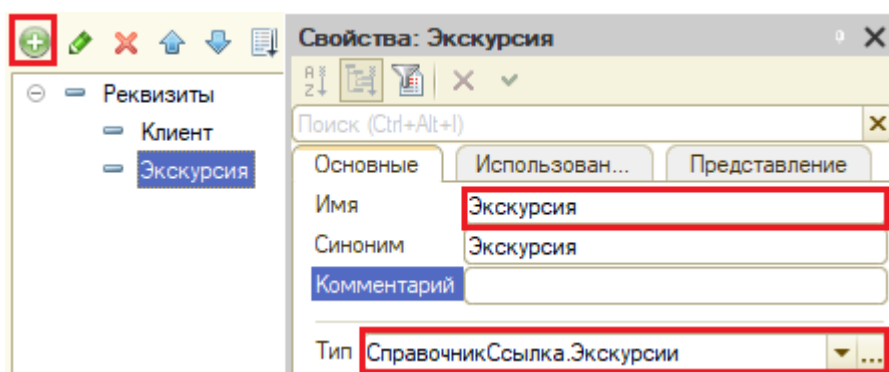 Свойства: Экскурсия
Реквизиты
Клиент
Экскурсия
Поиск (Ctrl+Alt+I)
Основные Использован... Представление
Имя Экскурсия
Синоним Экскурсия
Комментарий
Тип СправочникСсылка.Экскурсии ...